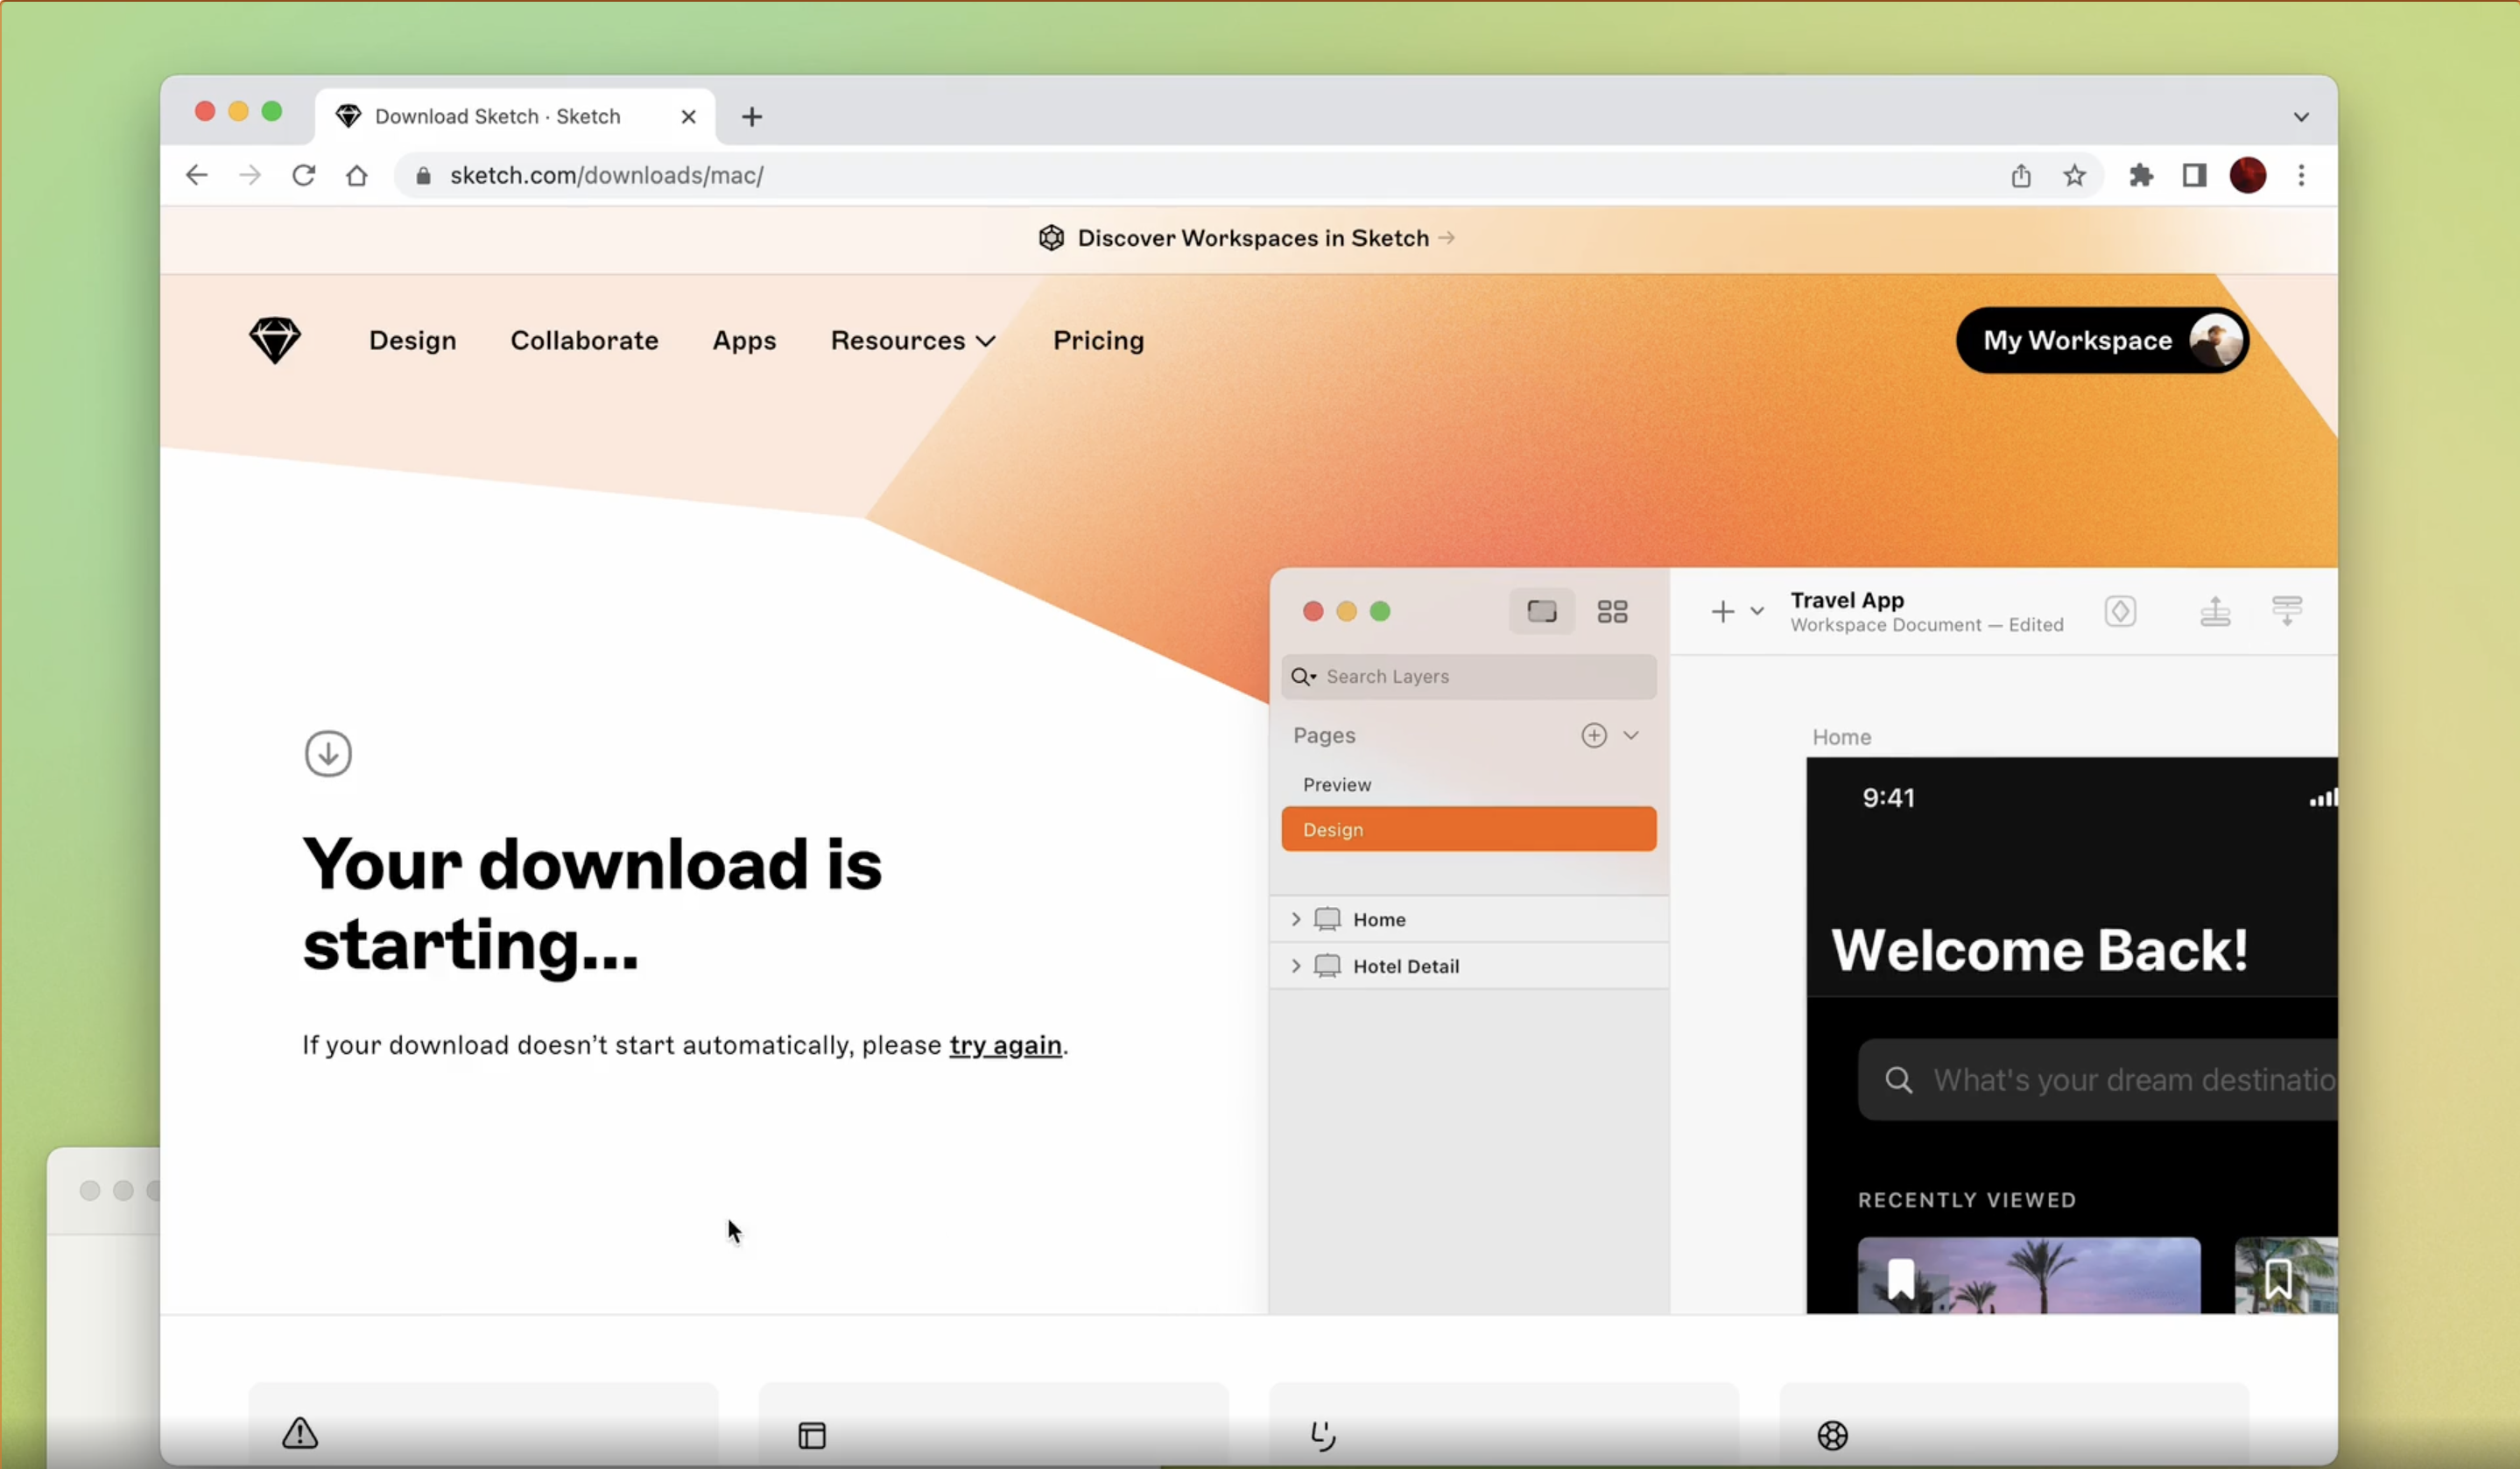 Download Sketch · Sketch
sketch.com/downloads/mac/
Discover Workspaces in Sketch →
Design
Collaborate
Apps
Resources
Pricing
My Workspace
Your download is
starting...
If your download doesn’t start automatically, please try again.
Travel App
Workspace Document — Edited
Search Layers
Pages
Preview
Design
Home
Hotel Detail
Home
9:41
Welcome Back!
What's your dream destinatio
RECENTLY VIEWED